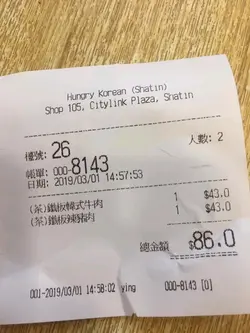 Hungry Korean (Shatin)
Shop 105, Citylink Plaza, Shatin
檯號: 26 人數: 2
帳單: 000-8143
日期: 2019/03/01 14:57:53
(茶)鐵板韓式牛肉 1 $43.0
(茶)鐵板辣豬肉 1 $43.0
總金額 $86.0
001-2019/03/01 14:58:02 ying 000-8143 [0]